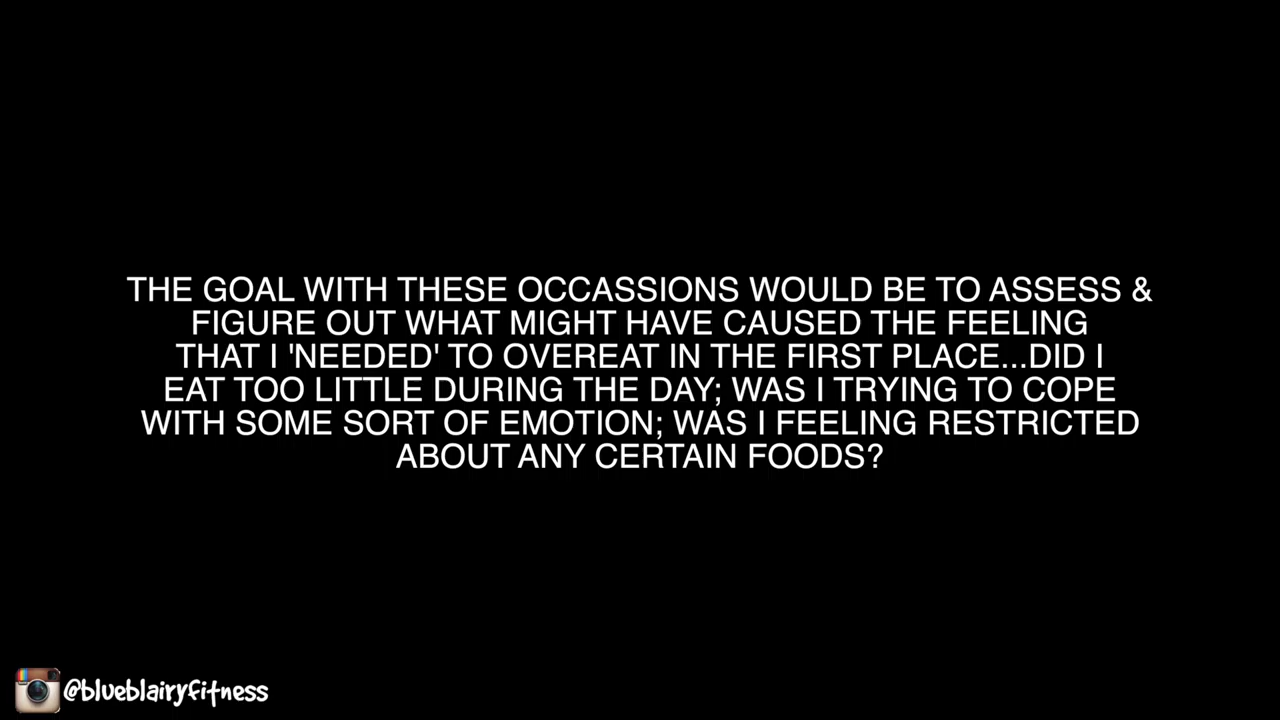 THE GOAL WITH THESE OCCASSIONS WOULD BE TO ASSESS &
FIGURE OUT WHAT MIGHT HAVE CAUSED THE FEELING
THAT I 'NEEDED' TO OVEREAT IN THE FIRST PLACE...DID I
EAT TOO LITTLE DURING THE DAY; WAS I TRYING TO COPE
WITH SOME SORT OF EMOTION; WAS I FEELING RESTRICTED
ABOUT ANY CERTAIN FOODS?
@blueblairyfitness